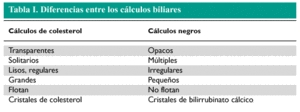 Tabla I. Diferencias entre los cálculos biliares
Cálculos de colesterol Cálculos negros
Transparentes Opacos
Solitarios Múltiples
Lisos, regulares Irregulares
Grandes Pequeños
Flotan No flotan
Cristales de colesterol Cristales de bilirrubinato cálcico